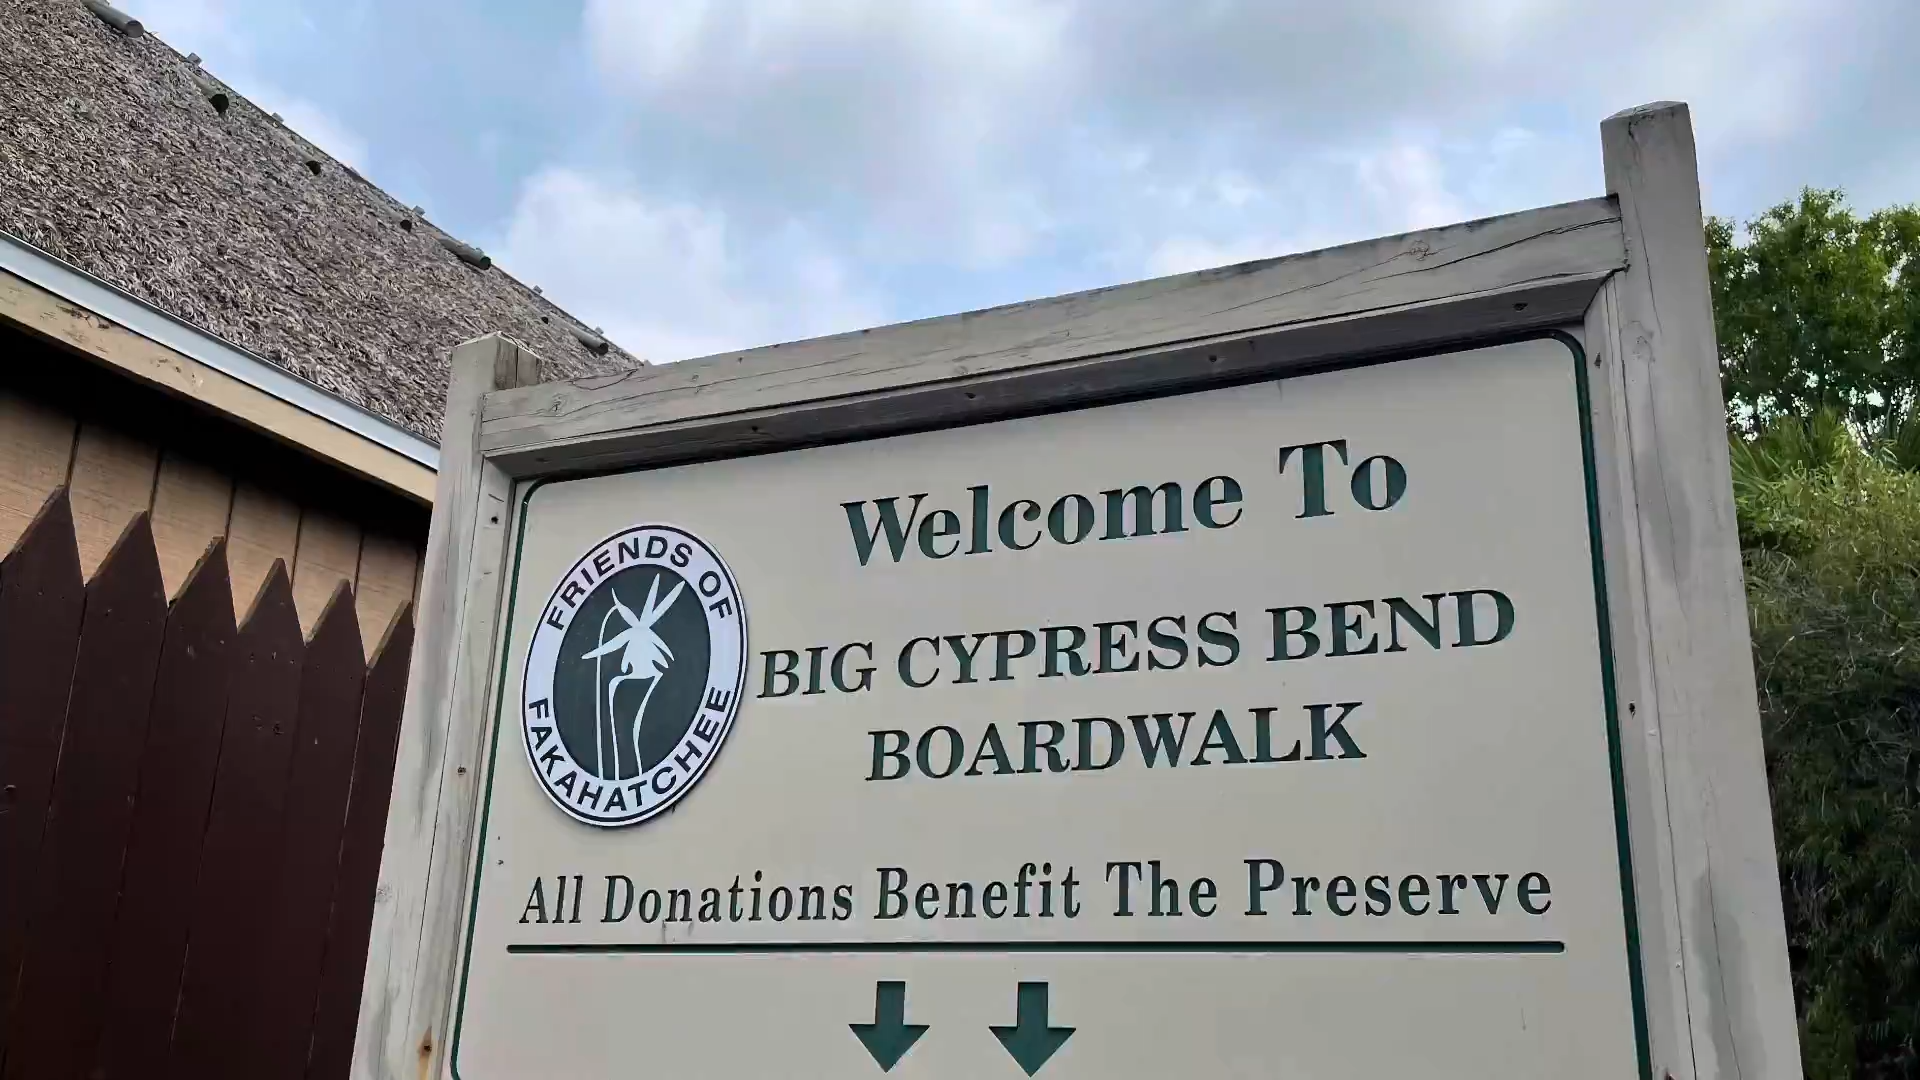 Welcome To
FRIENDS OF
FAKAHATCHEE
BIG CYPRESS BEND
BOARDWALK
All Donations Benefit The Preserve